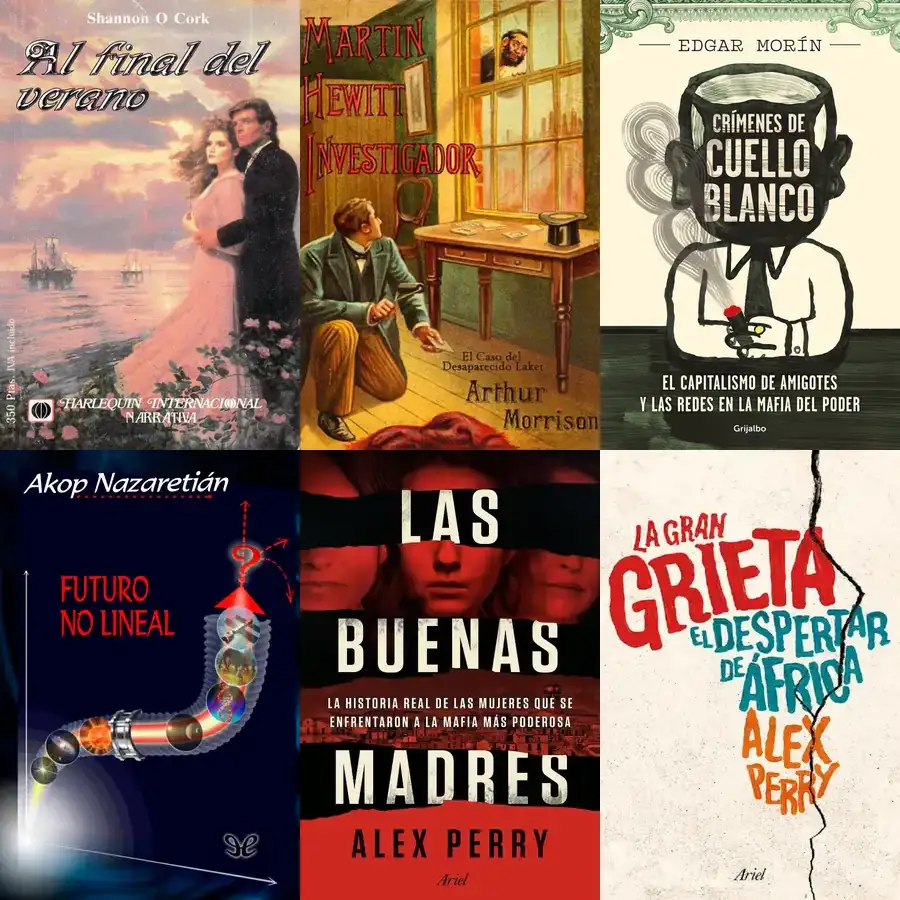 Shannon O Cork
Al final del
verano
350 Ptas. IVA incluido
HARLEQUIN INTERNACIONAL
NARRATIVA
MARTIN
HEWITT
INVESTIGADOR
El Caso del
Desaparecido Laker
Arthur
Morrison
EDGAR MORÍN
CRÍMENES DE
CUELLO
BLANCO
EL CAPITALISMO DE AMIGOTES
Y LAS REDES EN LA MAFIA DEL PODER
Grijalbo
Akop Nazaretián
?
FUTURO
NO LINEAL
LAS
BUENAS
LA HISTORIA REAL DE LAS MUJERES QUE SE
ENFRENTARON A LA MAFIA MÁS PODEROSA
MADRES
ALEX PERRY
Ariel
LA GRAN
GRIETA
EL DESPERTAR
DE ÁFRICA
ALEX
PERRY
Ariel